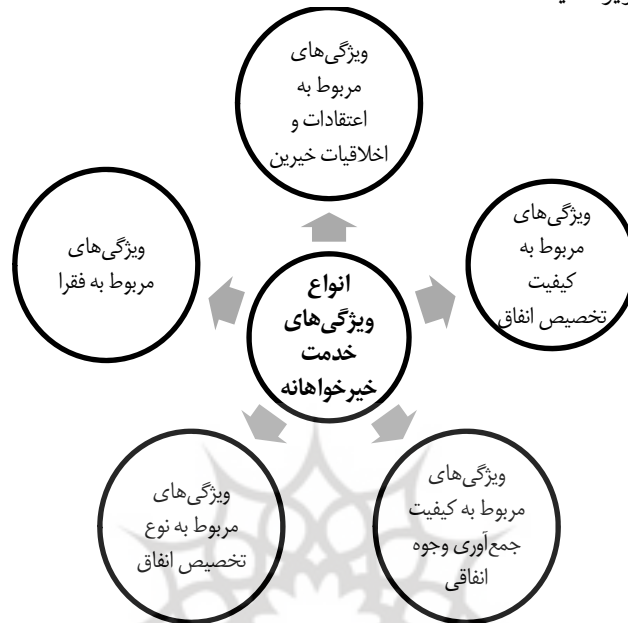 ویژگی‌های
مربوط به
اعتقادات و
اخلاقیات خیرین
ویژگی‌های
مربوط به
کیفیت
تخصیص انفاق
ویژگی‌های
مربوط به فقرا
انواع
ویژگی‌های
خدمت
خیرخواهانه
ویژگی‌های
مربوط به کیفیت
جمع‌آوری وجوه
انفاقی
ویژگی‌های
مربوط به نوع
تخصیص انفاق